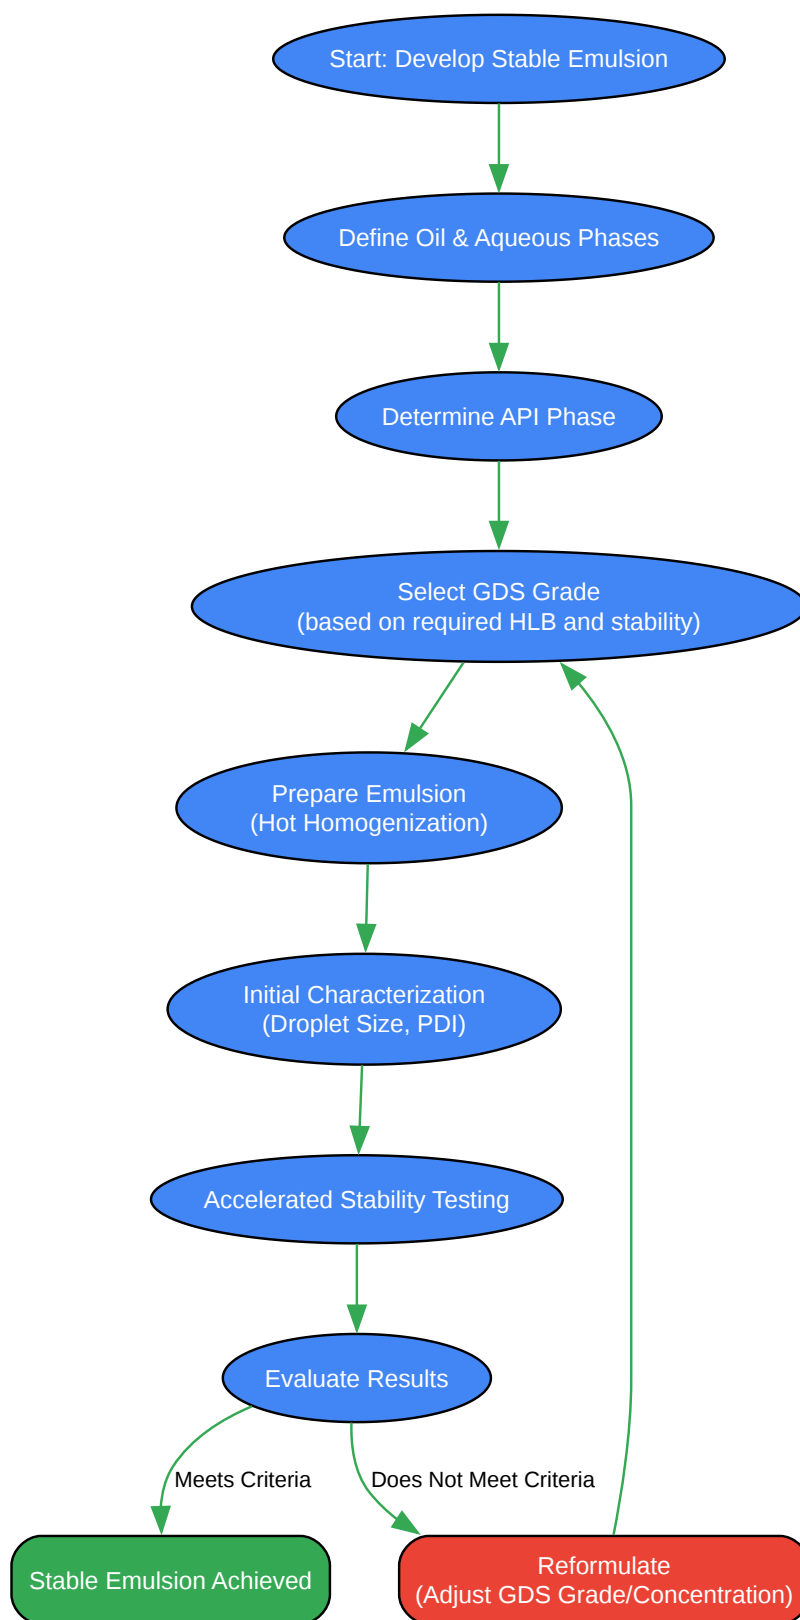 Start: Develop Stable Emulsion
Define Oil & Aqueous Phases
Determine API Phase
Select GDS Grade
(based on required HLB and stability)
Prepare Emulsion
(Hot Homogenization)
Initial Characterization
(Droplet Size, PDI)
Accelerated Stability Testing
Evaluate Results
Meets Criteria
Does Not Meet Criteria
Stable Emulsion Achieved
Reformulate
(Adjust GDS Grade/Concentration)